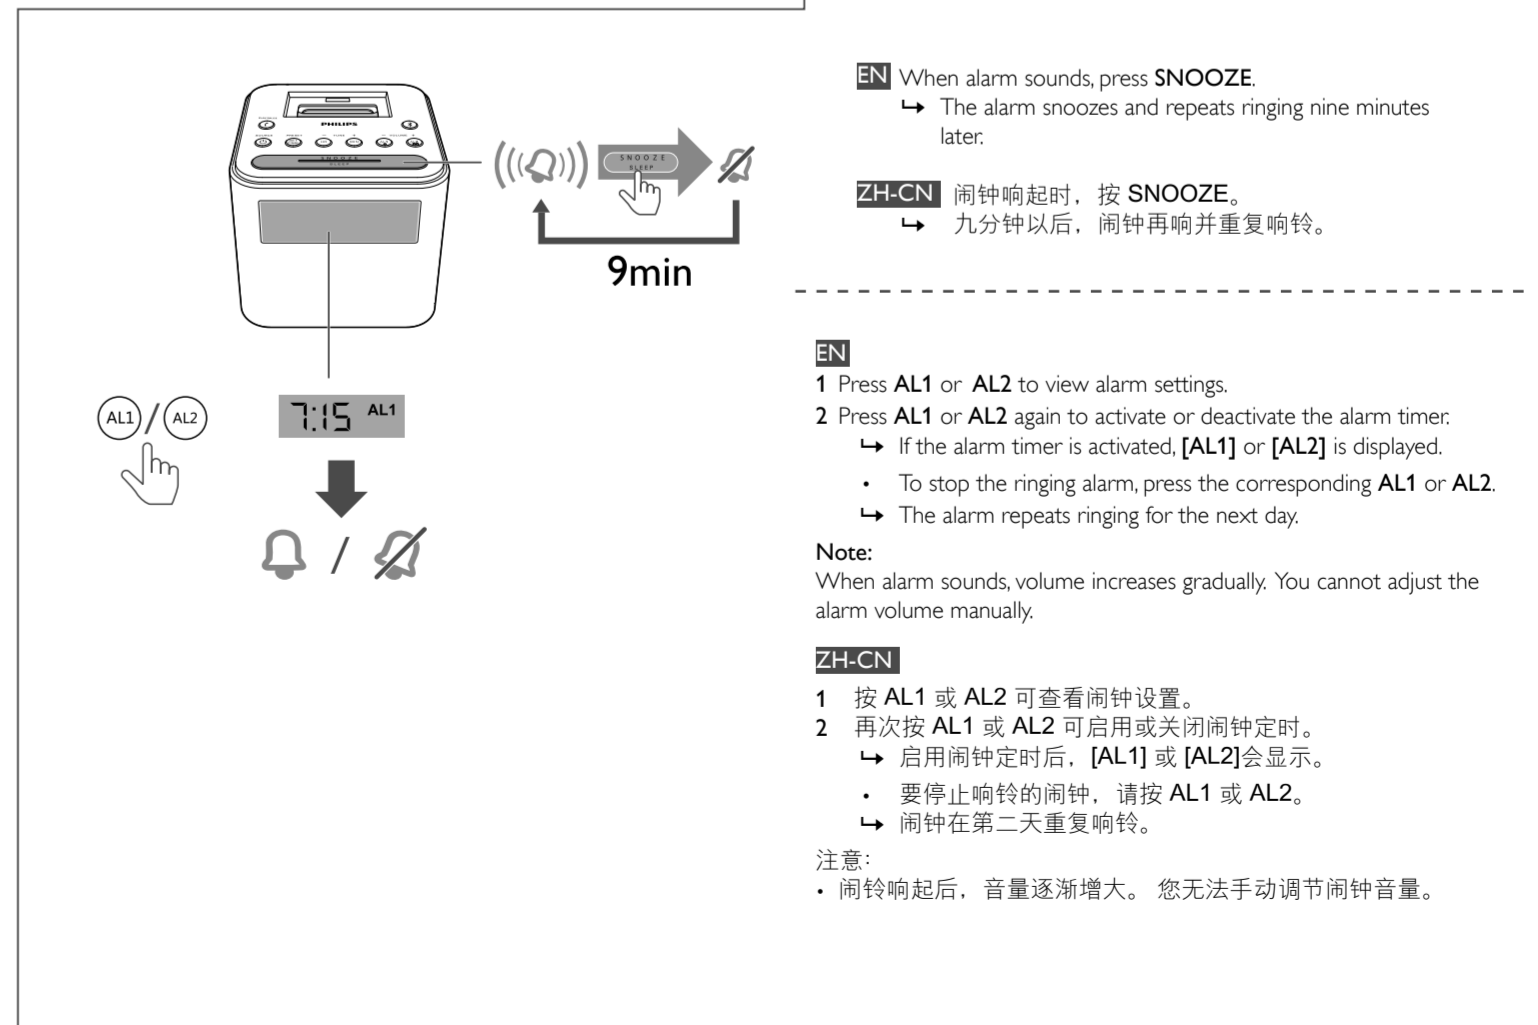 PHILIPS
SNOOZE
SLEEP
SNOOZE
SLEEP
9min
AL1 / AL2
7:15 AL1
/
EN When alarm sounds, press SNOOZE.
↳ The alarm snoozes and repeats ringing nine minutes
later.
ZH-CN 闹钟响起时，按 SNOOZE。
↳ 九分钟以后，闹钟再响并重复响铃。
EN
1 Press AL1 or AL2 to view alarm settings.
2 Press AL1 or AL2 again to activate or deactivate the alarm timer.
↳ If the alarm timer is activated, [AL1] or [AL2] is displayed.
• To stop the ringing alarm, press the corresponding AL1 or AL2.
↳ The alarm repeats ringing for the next day.
Note:
When alarm sounds, volume increases gradually. You cannot adjust the
alarm volume manually.
ZH-CN
1 按 AL1 或 AL2 可查看闹钟设置。
2 再次按 AL1 或 AL2 可启用或关闭闹钟定时。
↳ 启用闹钟定时后，[AL1] 或 [AL2]会显示。
• 要停止响铃的闹钟，请按 AL1 或 AL2。
↳ 闹钟在第二天重复响铃。
注意：
• 闹铃响起后，音量逐渐增大。 您无法手动调节闹钟音量。